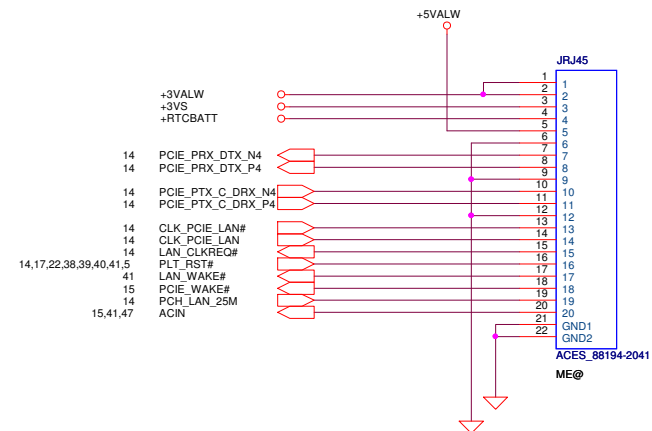 +5VALW
JRJ45
1 1
+3VALW 2 2
+3VS 3 3
+RTCBATT 4 4
5 5
6 6
14 PCIE_PRX_DTX_N4 7 7
14 PCIE_PRX_DTX_P4 8 8
9 9
14 PCIE_PTX_C_DRX_N4 10 10
14 PCIE_PTX_C_DRX_P4 11 11
12 12
14 CLK_PCIE_LAN# 13 13
14 CLK_PCIE_LAN 14 14
14 LAN_CLKREQ# 15 15
14,17,22,38,39,40,41,5 PLT_RST# 16 16
41 LAN_WAKE# 17 17
15 PCIE_WAKE# 18 18
14 PCH_LAN_25M 19 19
15,41,47 ACIN 20 20
21 GND1
22 GND2
ACES_88194-2041
ME@